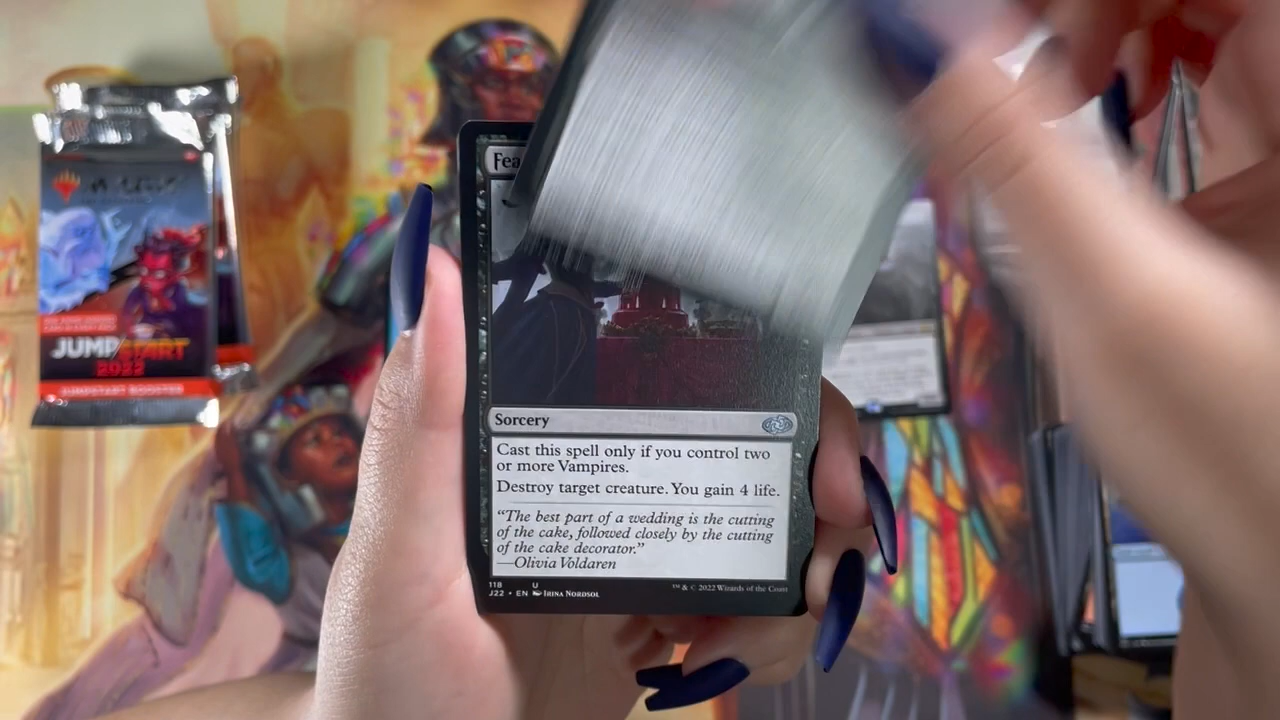 Fea
Sorcery
Cast this spell only if you control two
or more Vampires.
Destroy target creature. You gain 4 life.
“The best part of a wedding is the cutting
of the cake, followed closely by the cutting
of the cake decorator.”
—Olivia Voldaren
118 U
J22 • EN Irina Nordsol
™ & © 2022 Wizards of the Coast
JUMPSTART
2022
JUMPSTART BOOSTER